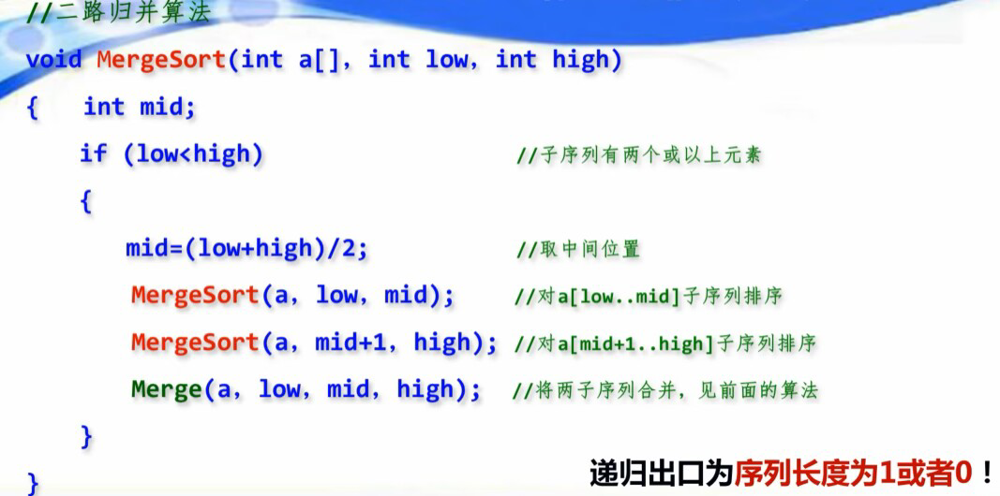 //二路归并算法
void MergeSort(int a[], int low, int high)
{ int mid;
if (low<high) //子序列有两个或以上元素
{
mid=(low+high)/2; //取中间位置
MergeSort(a, low, mid); //对a[low..mid]子序列排序
MergeSort(a, mid+1, high); //对a[mid+1..high]子序列排序
Merge(a, low, mid, high); //将两子序列合并，见前面的算法
}
递归出口为序列长度为1或者0！
}